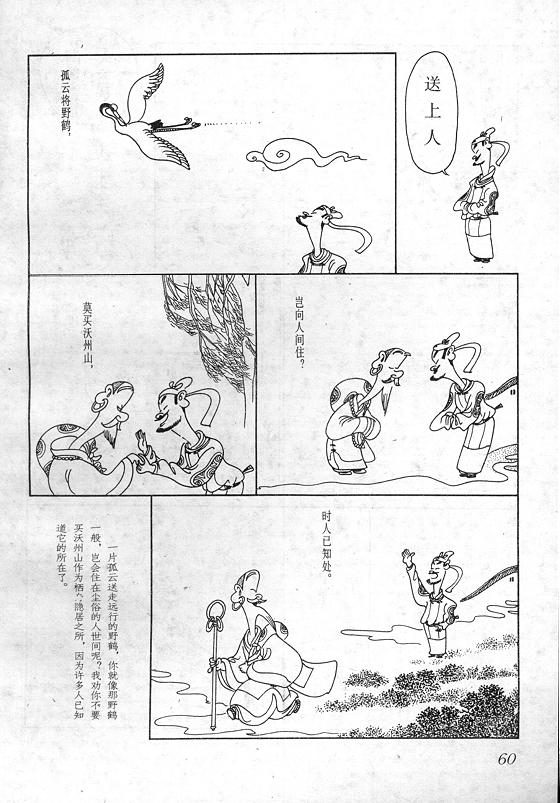 送上人
孤云将野鹤，
岂向人间住？
莫买沃州山，
时人已知处。
一片孤云送走远行的野鹤，你就像那野鹤
一般，岂会住在尘俗的人世间呢？我劝你不要
买沃州山作为栖、隐居之所 因为许多人已知
道它的所在了。
60